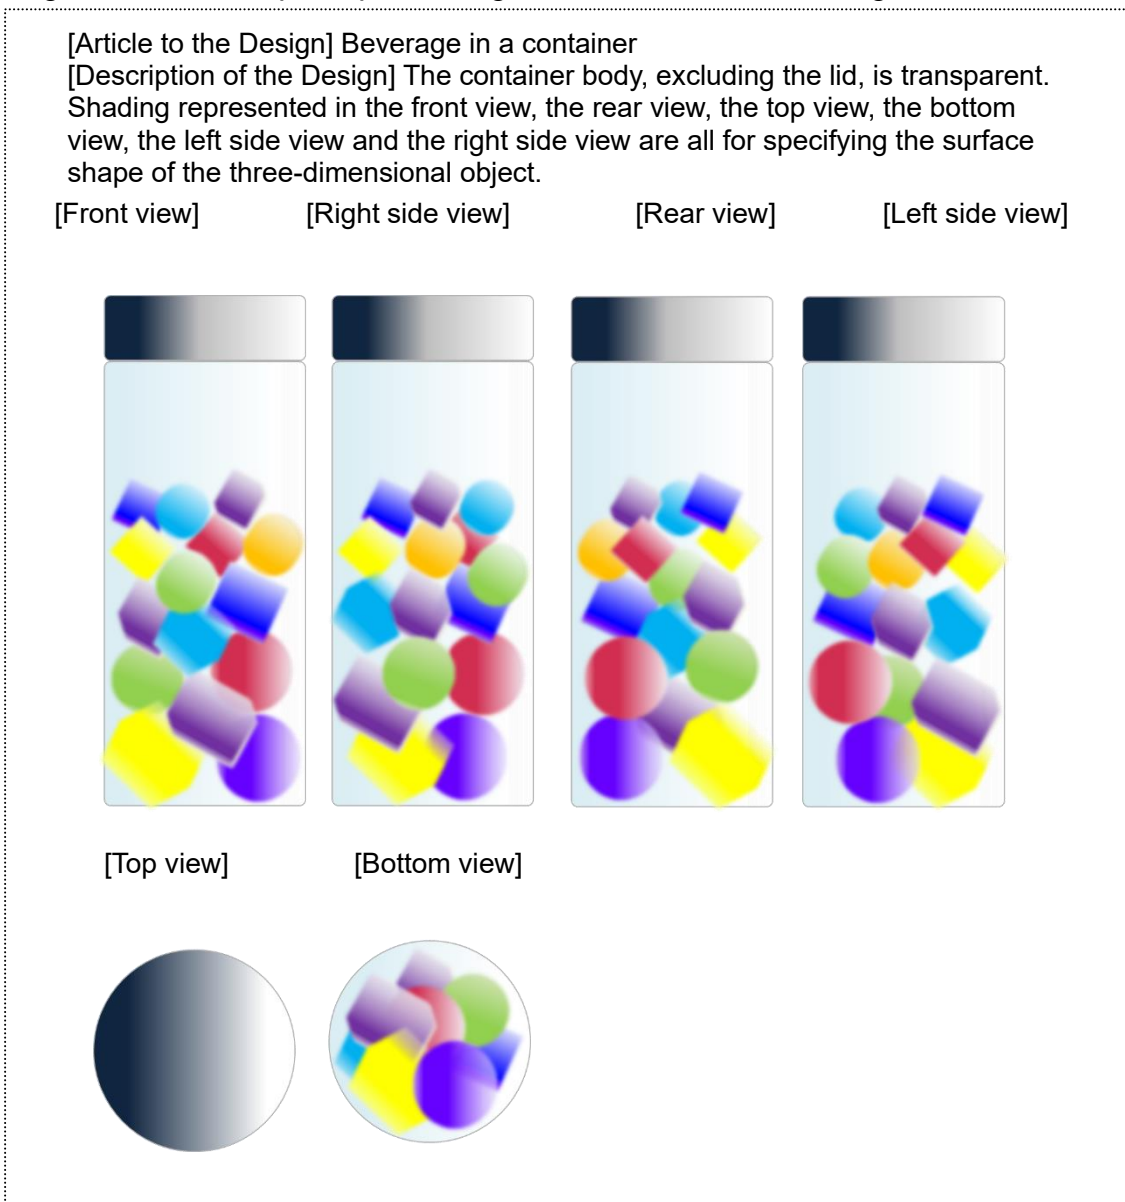 [Article to the Design] Beverage in a container
[Description of the Design] The container body, excluding the lid, is transparent.
Shading represented in the front view, the rear view, the top view, the bottom
view, the left side view and the right side view are all for specifying the surface
shape of the three-dimensional object.
[Front view] [Right side view] [Rear view] [Left side view]
[Top view] [Bottom view]